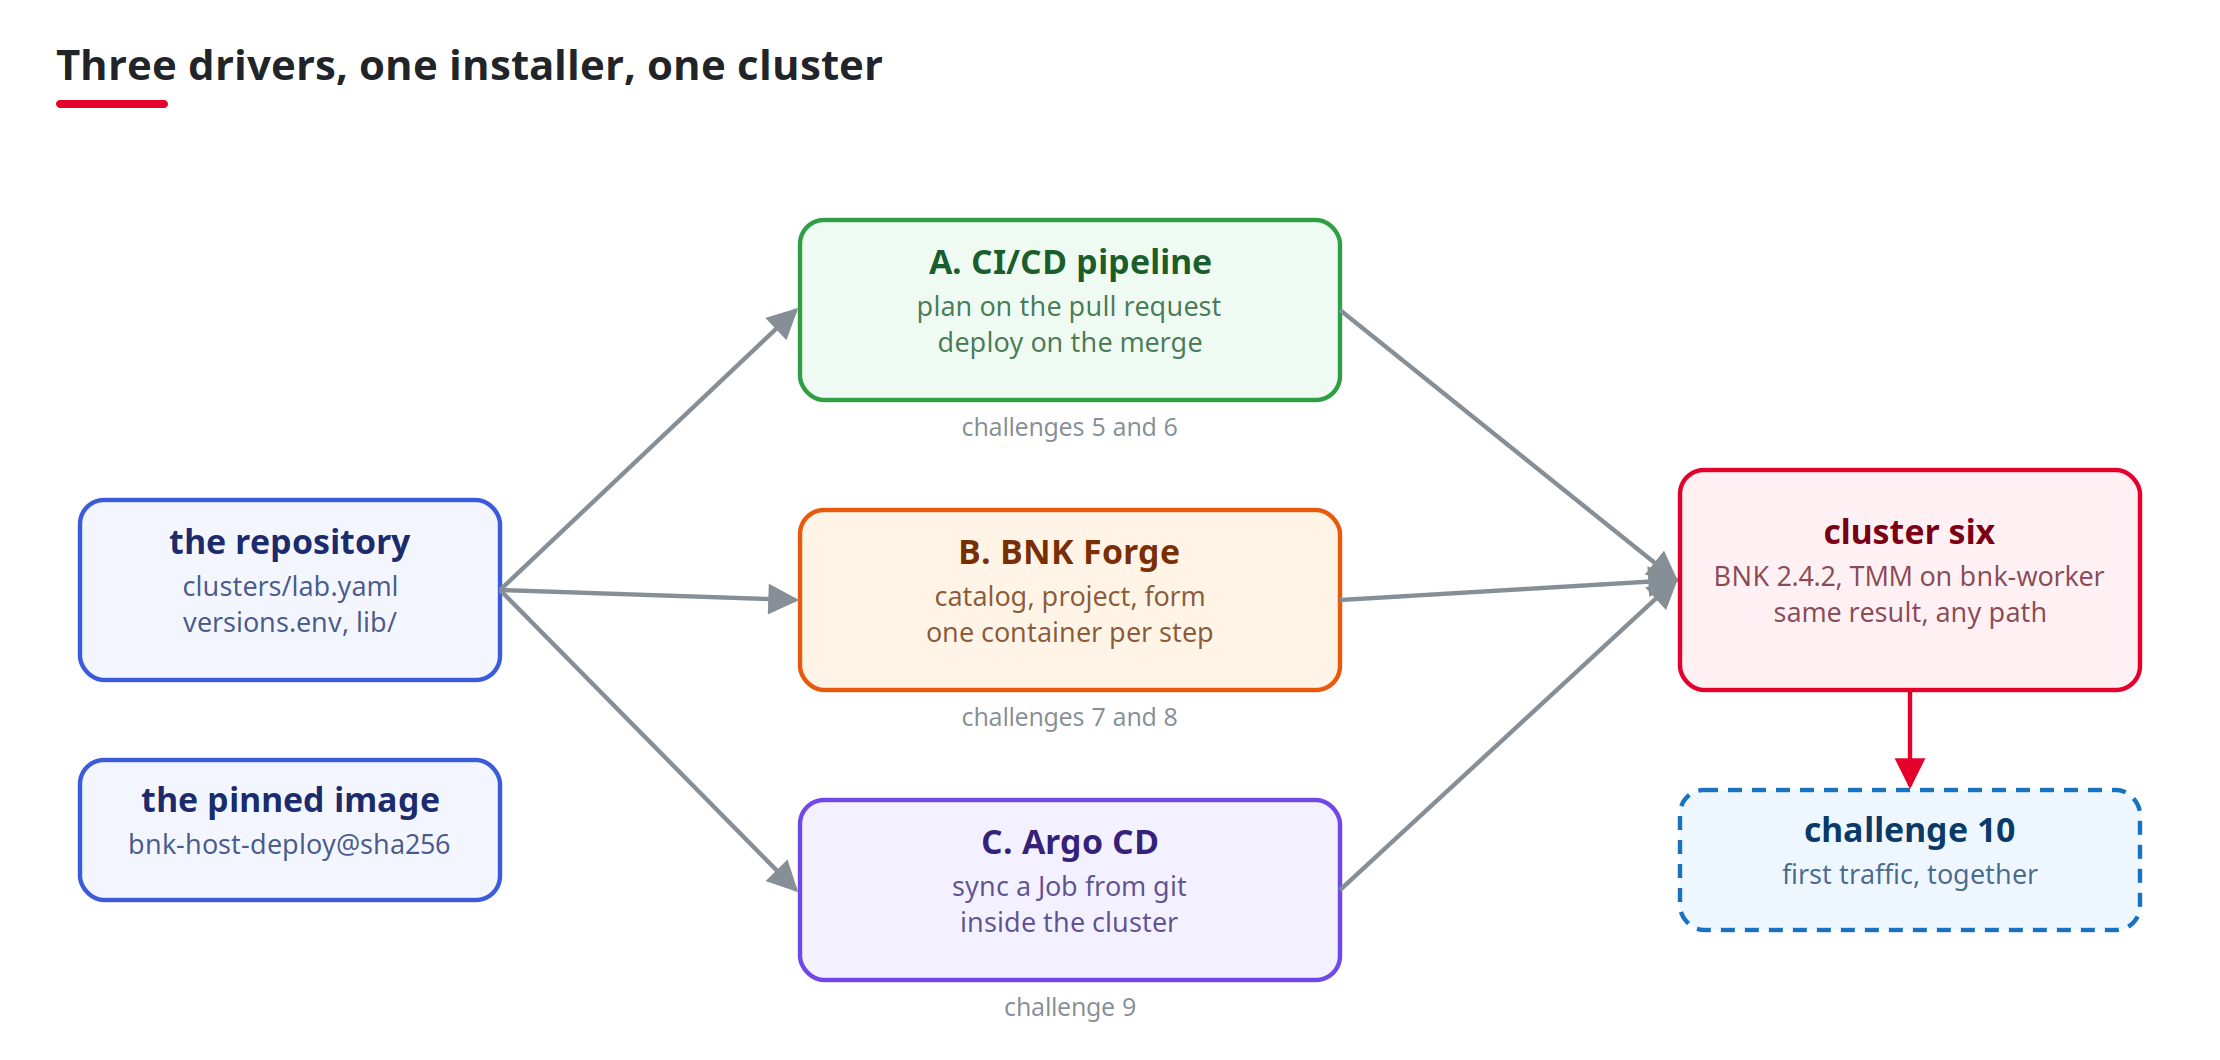 Three drivers, one installer, one cluster
the repository
clusters/lab.yaml
versions.env, lib/
the pinned image
bnk-host-deploy@sha256
A. CI/CD pipeline
plan on the pull request
deploy on the merge
challenges 5 and 6
B. BNK Forge
catalog, project, form
one container per step
challenges 7 and 8
C. Argo CD
sync a Job from git
inside the cluster
challenge 9
cluster six
BNK 2.4.2, TMM on bnk-worker
same result, any path
challenge 10
first traffic, together